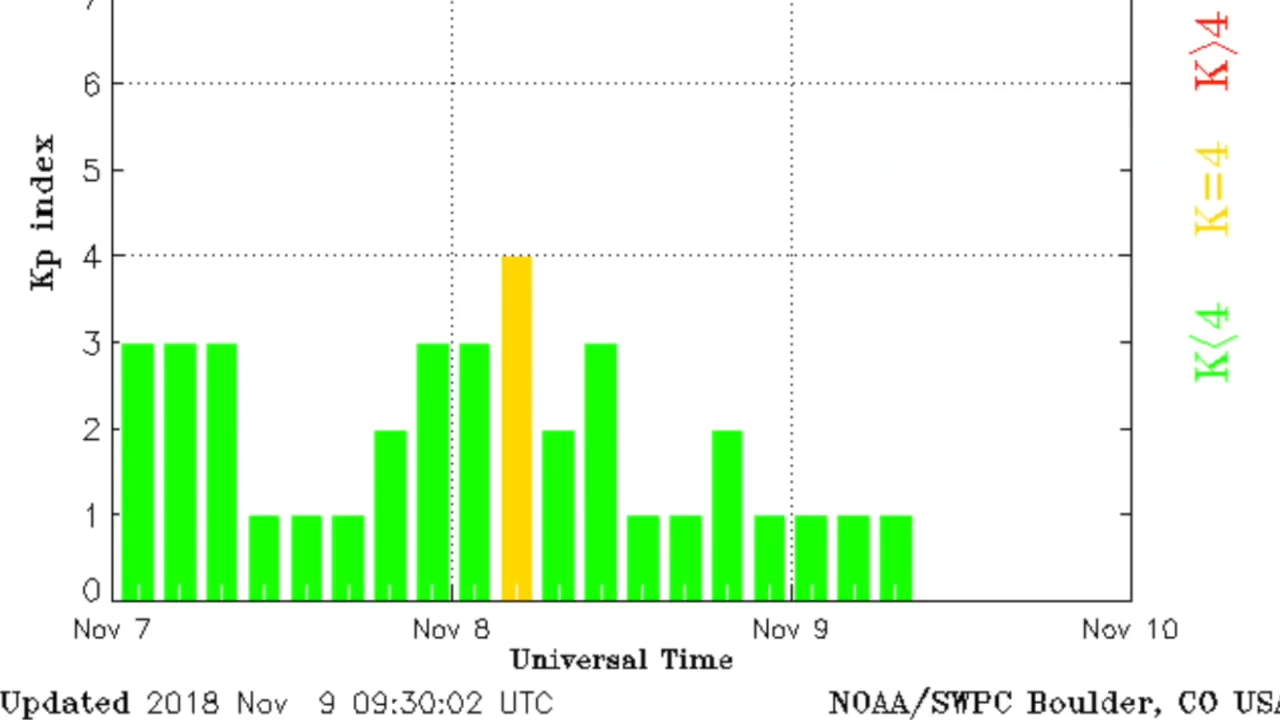 7
6
5
4
3
2
1
0
Kp index
Nov 7 Nov 8 Nov 9 Nov 10
Universal Time
Updated 2018 Nov 9 09:30:02 UTC
NOAA/SWPC Boulder, CO USA
K>4
K=4
K<4